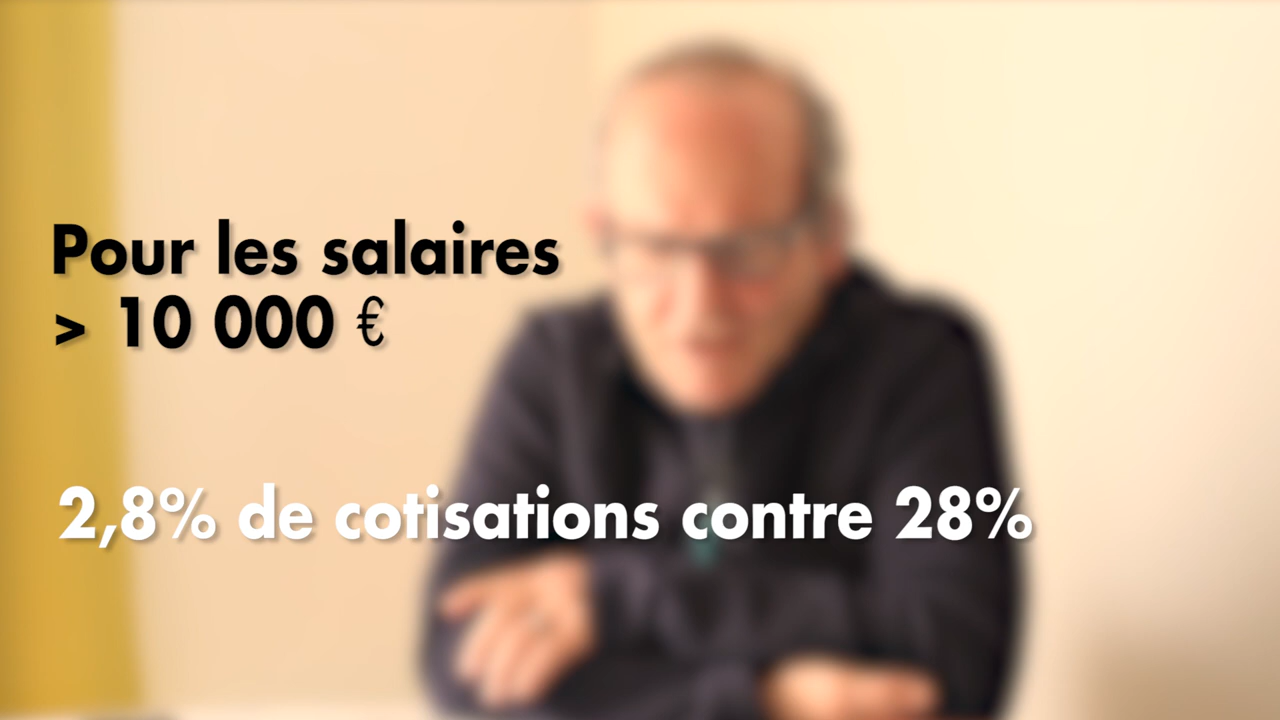 Pour les salaires
> 10 000 €
2,8% de cotisations contre 28%